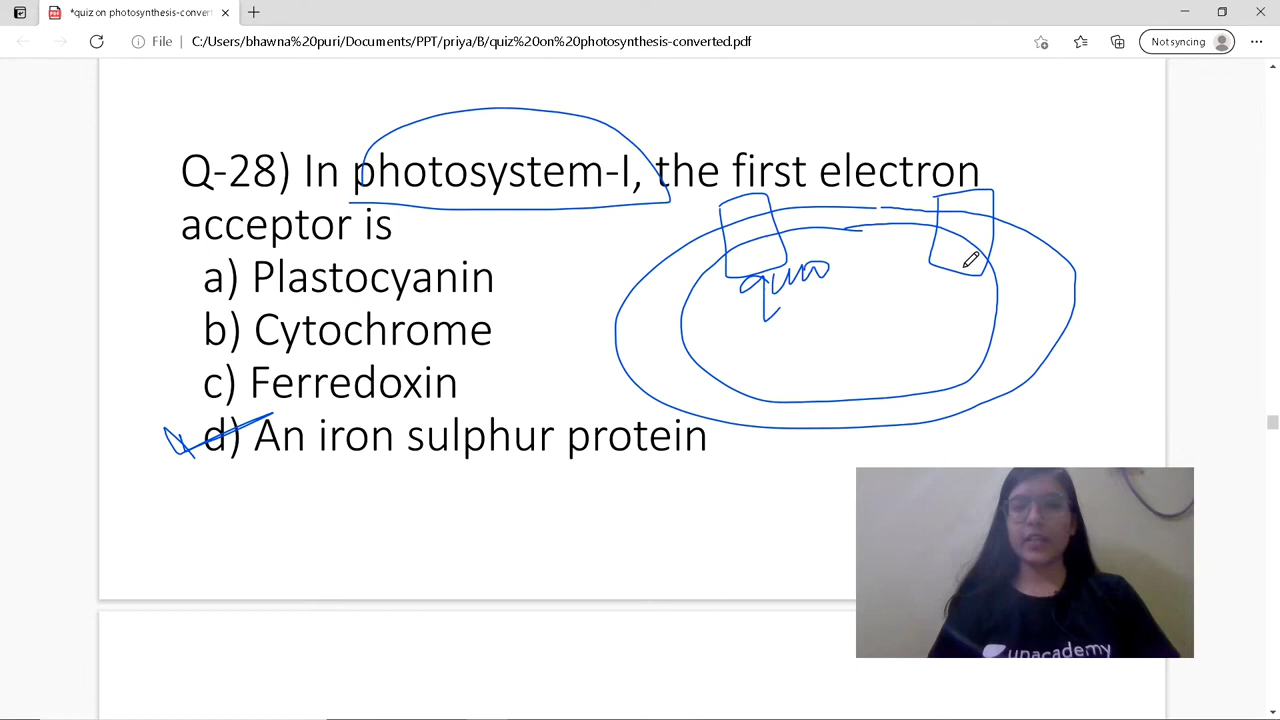 *quiz on photosynthesis-convert
File
C:/Users/bhawna%20puri/Documents/PPT/priya/B/quiz%20on%20photosynthesis-converted.pdf
Not syncing
Q-28) In photosystem-I, the first electron
acceptor is
a) Plastocyanin
b) Cytochrome
c) Ferredoxin
d) An iron sulphur protein
unacademy